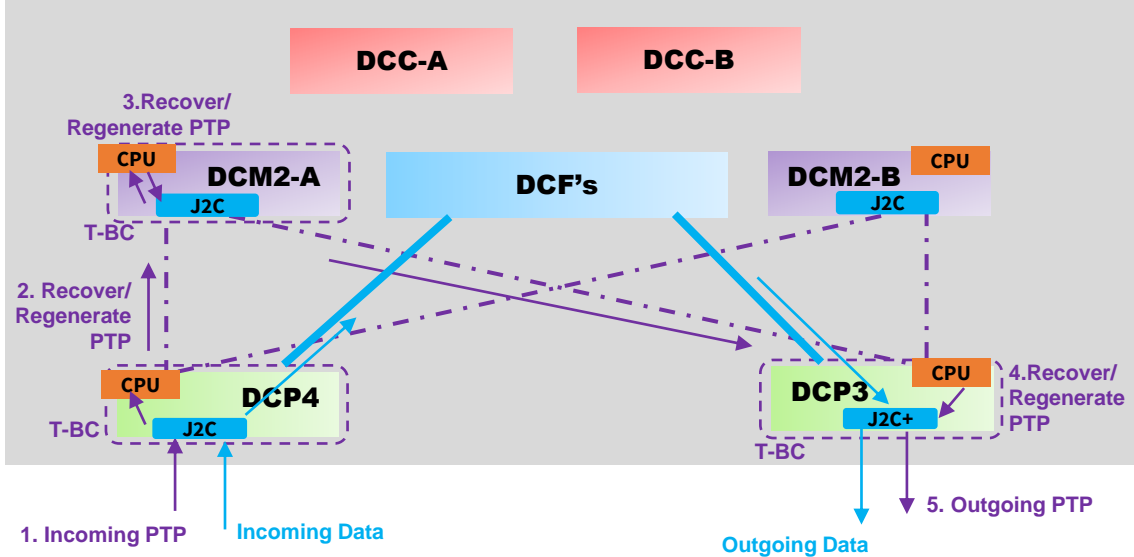 DCC-A
DCC-B
3.Recover/
Regenerate PTP
CPU
DCM2-A
J2C
T-BC
DCF's
CPU
DCM2-B
J2C
2. Recover/
Regenerate
PTP
CPU
DCP4
J2C
T-BC
CPU
DCP3
J2C+
T-BC
4.Recover/
Regenerate
PTP
1. Incoming PTP
Incoming Data
Outgoing Data
5. Outgoing PTP